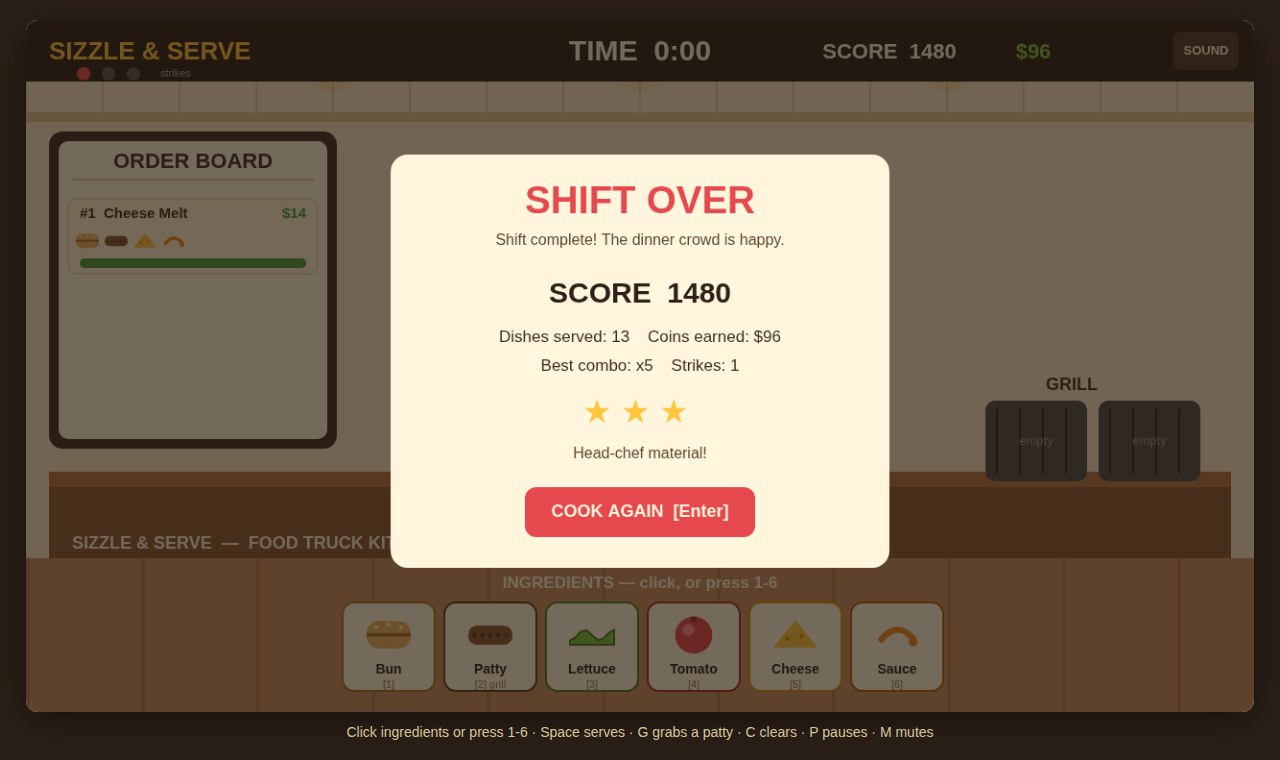 SIZZLE & SERVE
TIME 0:00
SCORE 1480
$96
SOUND
strikes
ORDER BOARD
#1 Cheese Melt $14
SHIFT OVER
Shift complete! The dinner crowd is happy.
SCORE 1480
Dishes served: 13 Coins earned: $96
Best combo: x5 Strikes: 1
★ ★ ★
Head-chef material!
COOK AGAIN [Enter]
GRILL
empty empty
SIZZLE & SERVE — FOOD TRUCK KIT
INGREDIENTS — click, or press 1-6
Bun Patty Lettuce Tomato Cheese Sauce
[1] [2] grill [3] [4] [5] [6]
Click ingredients or press 1-6 · Space serves · G grabs a patty · C clears · P pauses · M mutes